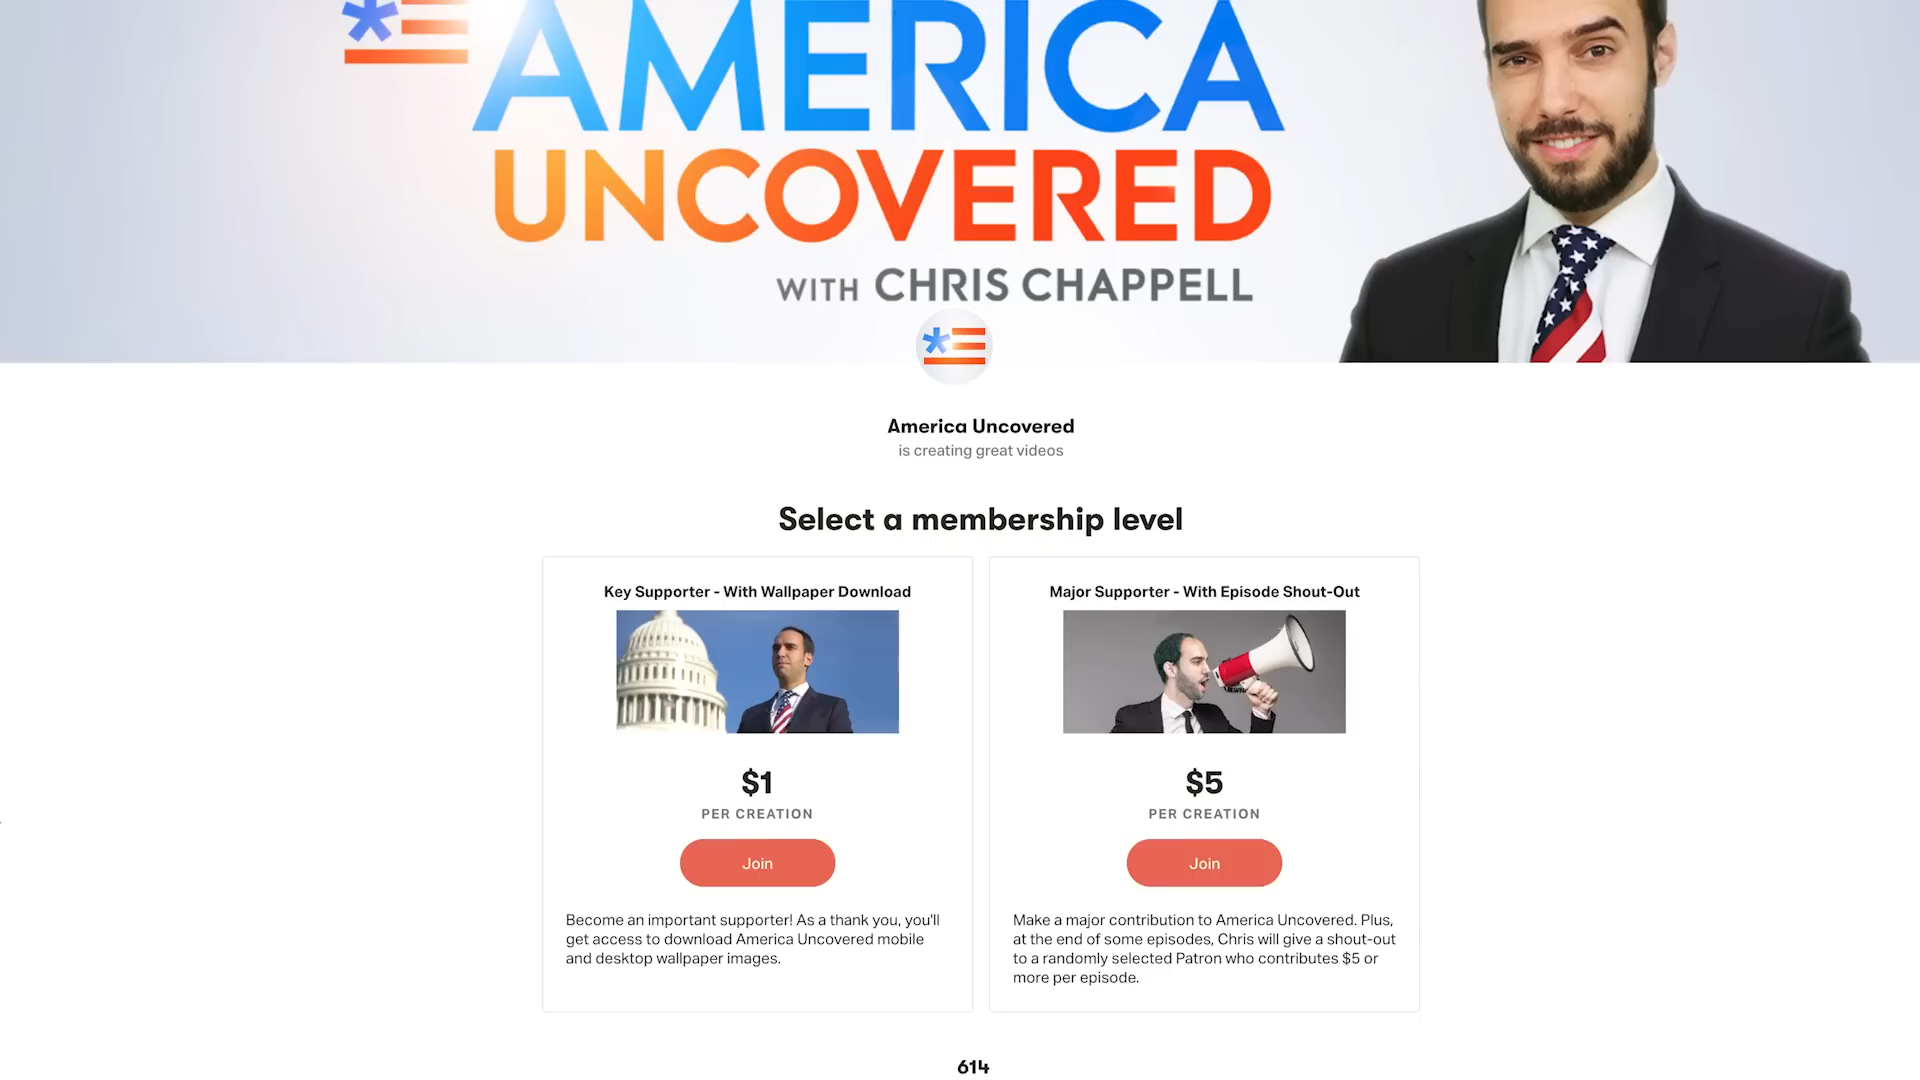 AMERICA
UNCOVERED
WITH CHRIS CHAPPELL
America Uncovered
is creating great videos
Select a membership level
Key Supporter - With Wallpaper Download
$1
PER CREATION
Join
Become an important supporter! As a thank you, you'll
get access to download America Uncovered mobile
and desktop wallpaper images.
Major Supporter - With Episode Shout-Out
$5
PER CREATION
Join
Make a major contribution to America Uncovered. Plus,
at the end of some episodes, Chris will give a shout-out
to a randomly selected Patron who contributes $5 or
more per episode.
614